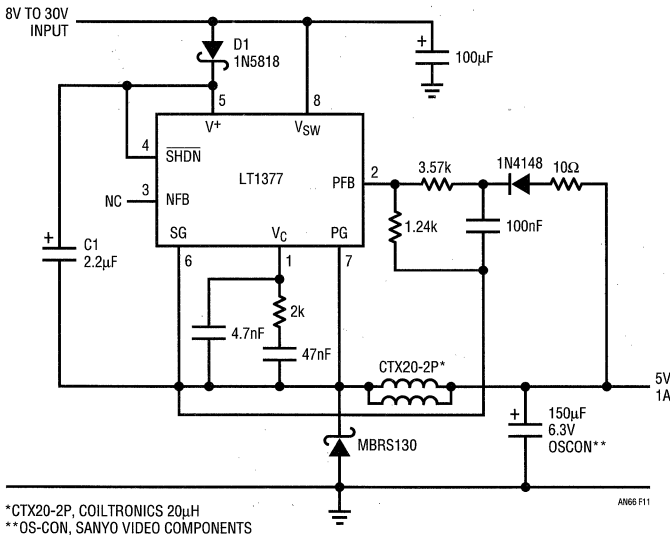 8V TO 30V
INPUT
D1
1N5818
+
100µF
5
8
V+
VSW
4
SHDN
LT1377
3.57k
1N4148
10Ω
2
PFB
NC
3
NFB
1.24k
100nF
+
C1
2.2µF
SG
VC
PG
6
1
7
2k
4.7nF
47nF
CTX20-2P*
5V
1A
+
150µF
6.3V
OSCON**
MBRS130
AN66 F11
*CTX20-2P, COILTRONICS 20µH
**OS-CON, SANYO VIDEO COMPONENTS